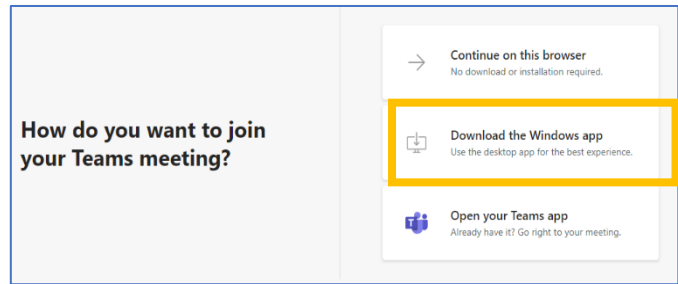 How do you want to join
your Teams meeting?
Continue on this browser
No download or installation required.
Download the Windows app
Use the desktop app for the best experience.
Open your Teams app
Already have it? Go right to your meeting.